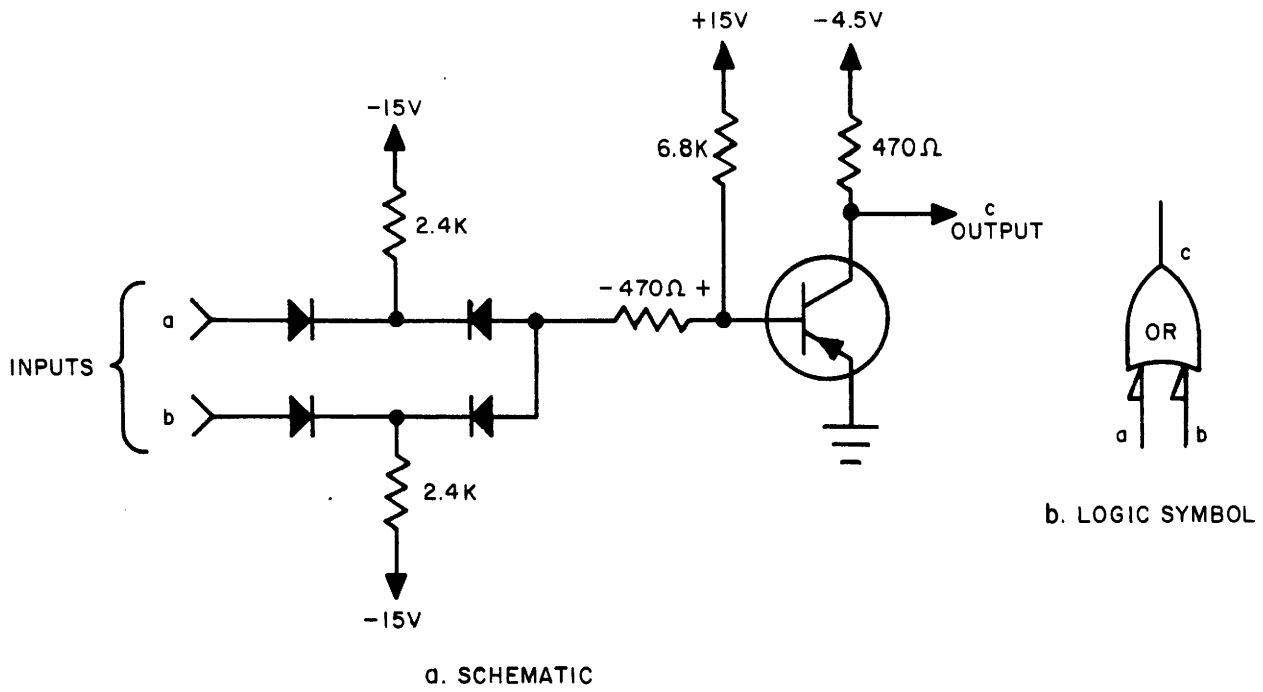 +15V
-4.5V
-15V
6.8K
470Ω
2.4K
c
OUTPUT
- 470Ω +
c
a
OR
INPUTS
b
a
b
2.4K
b. LOGIC SYMBOL
-15V
a. SCHEMATIC